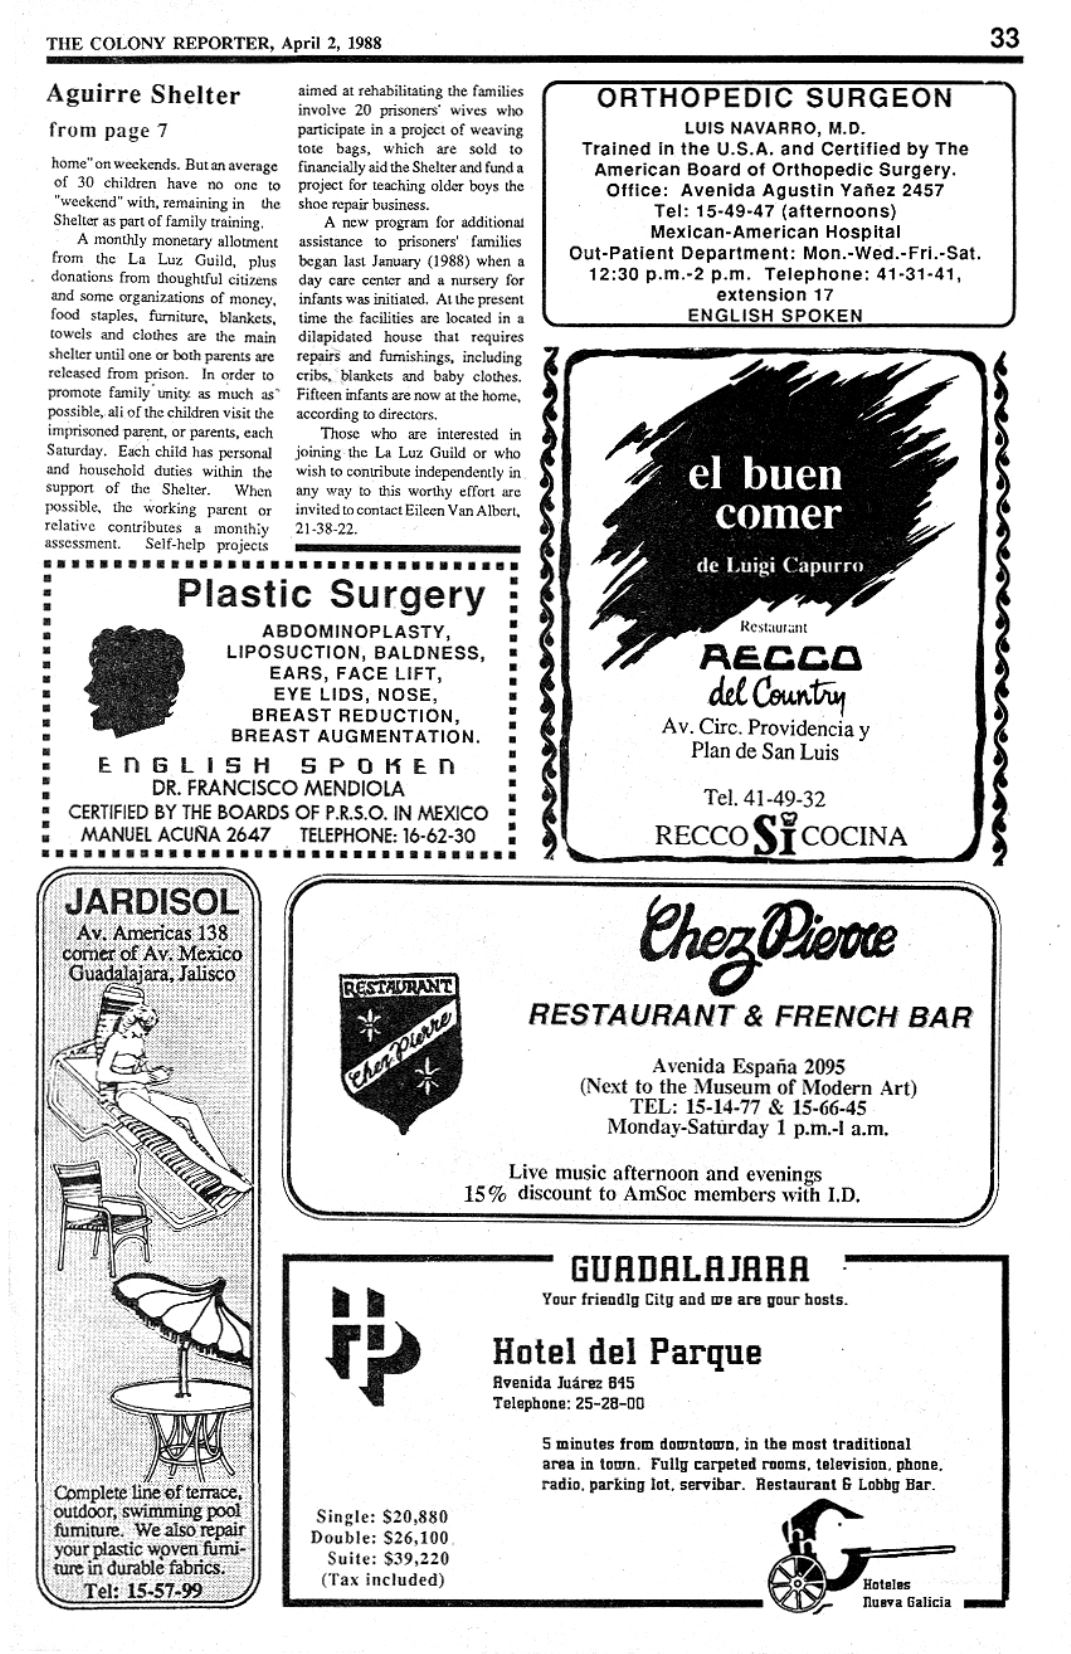 THE COLONY REPORTER, April 2, 1988
33
Aguirre Shelter
from page 7
home" on weekends. But an average
of 30 children have no one to
"weekend" with, remaining in the
Shelter as part of family training.
A monthly monetary allotment
from the La Luz Guild, plus
donations from thoughtful citizens
and some organizations of money,
food staples, furniture, blankets,
towels and clothes are the main
shelter until one or both parents are
released from prison. In order to
promote family unity as much as
possible, all of the children visit the
imprisoned parent, or parents, each
Saturday. Each child has personal
and household duties within the
support of the Shelter. When
possible, the working parent or
relative contributes a monthly
assessment. Self-help projects
aimed at rehabilitating the families
involve 20 prisoners' wives who
participate in a project of weaving
tote bags, which are sold to
financially aid the Shelter and fund a
project for teaching older boys the
shoe repair business.
A new program for additional
assistance to prisoners' families
began last January (1988) when a
day care center and a nursery for
infants was initiated. At the present
time the facilities are located in a
dilapidated house that requires
repairs and furnishings, including
cribs, blankets and baby clothes.
Fifteen infants are now at the home,
according to directors.
Those who are interested in
joining the La Luz Guild or who
wish to contribute independently in
any way to this worthy effort are
invited to contact Eileen Van Albert,
21-38-22.
ORTHOPEDIC SURGEON
LUIS NAVARRO, M.D.
Trained in the U.S.A. and Certified by The
American Board of Orthopedic Surgery.
Office: Avenida Agustin Yañez 2457
Tel: 15-49-47 (afternoons)
Mexican-American Hospital
Out-Patient Department: Mon.-Wed.-Fri.-Sat.
12:30 p.m.-2 p.m. Telephone: 41-31-41,
extension 17
ENGLISH SPOKEN
el buen
comer
de Luigi Capurro
Restaurant
RECCO
del Country
Av. Circ. Providencia y
Plan de San Luis
Tel. 41-49-32
RECCO Sí COCINA
Plastic Surgery
ABDOMINOPLASTY,
LIPOSUCTION, BALDNESS,
EARS, FACE LIFT,
EYE LIDS, NOSE,
BREAST REDUCTION,
BREAST AUGMENTATION.
ENGLISH SPOKEN
DR. FRANCISCO MENDIOLA
CERTIFIED BY THE BOARDS OF P.R.S.O. IN MEXICO
MANUEL ACUÑA 2647 TELEPHONE: 16-62-30
JARDISOL
Av. Americas 138
corner of Av. Mexico
Guadalajara, Jalisco
Complete line of terrace,
outdoor, swimming pool
furniture. We also repair
your plastic woven furni-
ture in durable fabrics.
Tel: 15-57-99
Chez Pierre
RESTAURANT
Chez Pierre
RESTAURANT & FRENCH BAR
Avenida España 2095
(Next to the Museum of Modern Art)
TEL: 15-14-77 & 15-66-45
Monday-Saturday 1 p.m.-1 a.m.
Live music afternoon and evenings
15% discount to AmSoc members with I.D.
GUADALAJARA
Your friendly City and we are your hosts.
Hotel del Parque
Avenida Juárez 845
Telephone: 25-28-00
5 minutes from downtown, in the most traditional
area in town. Fully carpeted rooms, television, phone,
radio, parking lot, servibar. Restaurant & Lobby Bar.
Single: $20,880
Double: $26,100
Suite: $39,220
(Tax included)
Hoteles
Nueva Galicia